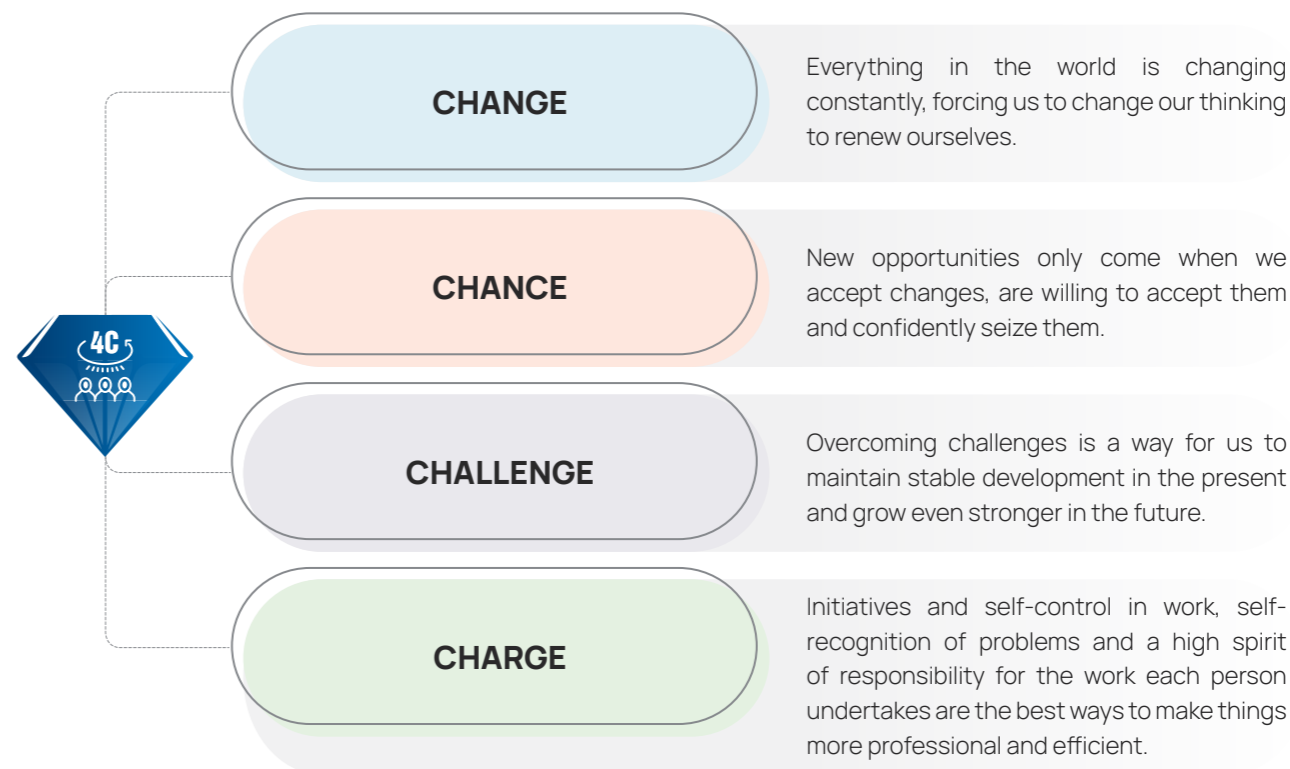 4C
CHANGE
Everything in the world is changing
constantly, forcing us to change our thinking
to renew ourselves.
CHANCE
New opportunities only come when we
accept changes, are willing to accept them
and confidently seize them.
CHALLENGE
Overcoming challenges is a way for us to
maintain stable development in the present
and grow even stronger in the future.
CHARGE
Initiatives and self-control in work, self-
recognition of problems and a high spirit
of responsibility for the work each person
undertakes are the best ways to make things
more professional and efficient.